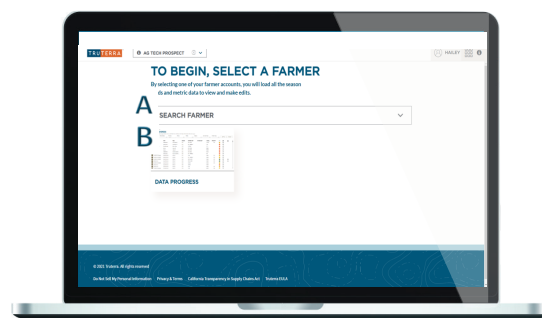 TRUTERRA AG TECH PROSPECT HAILEY
TO BEGIN, SELECT A FARMER
By selecting one of your farmer accounts, you will load all the season
ds and metric data to view and make edits.
A
SEARCH FARMER
B
DATA PROGRESS
© 2021 Truterra. All rights reserved
Do Not Sell My Personal Information Privacy & Terms California Transparency in Supply Chains Act Truterra EULA